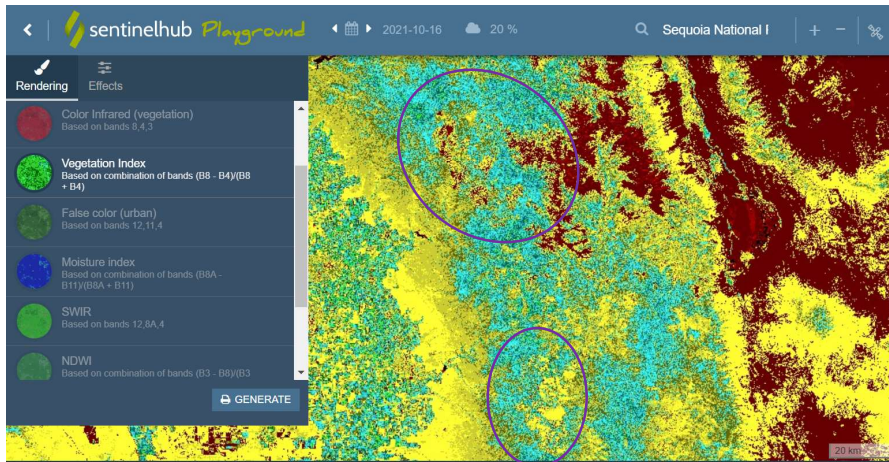 sentinelhub Playground
2021-10-16
20 %
Sequoia National I
Rendering
Effects
Color Infrared (vegetation)
Based on bands 8,4,3
Vegetation Index
Based on combination of bands (B8 - B4)/(B8
+ B4)
False color (urban)
Based on bands 12,11,4
Moisture index
Based on combination of bands (B8A -
B11)/(B8A + B11)
SWIR
Based on bands 12,8A,4
NDWI
Based on combination of bands (B3 - B8)/(B3
GENERATE
20 km